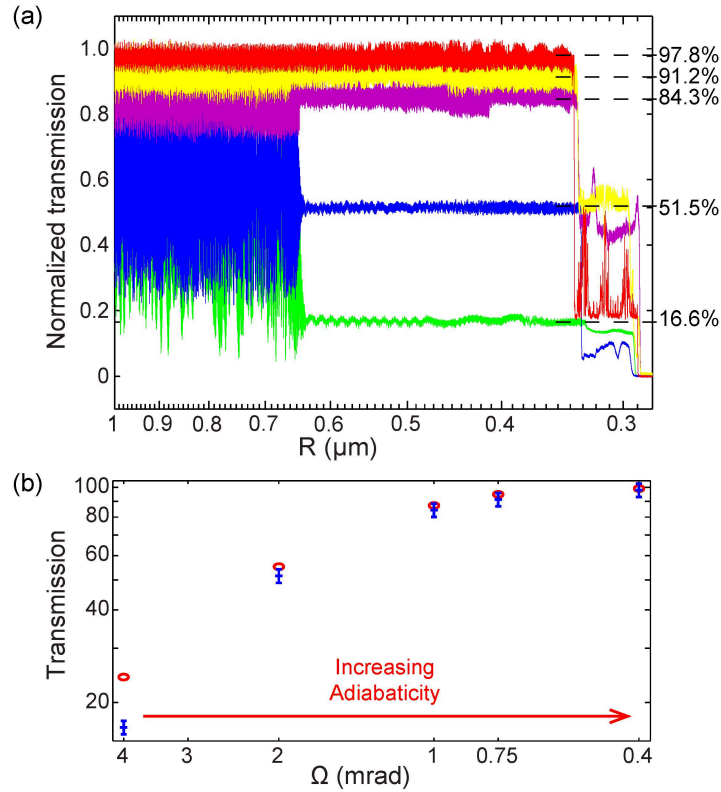 (a)
Normalized transmission
1.0
0.8
0.6
0.4
0.2
0
97.8%
91.2%
84.3%
51.5%
16.6%
1 0.9 0.8 0.7 0.6 0.5 0.4 0.3
R (μm)
(b)
Transmission
100
80
60
40
20
Increasing
Adiabaticity
4 3 2 1 0.75 0.4
Ω (mrad)